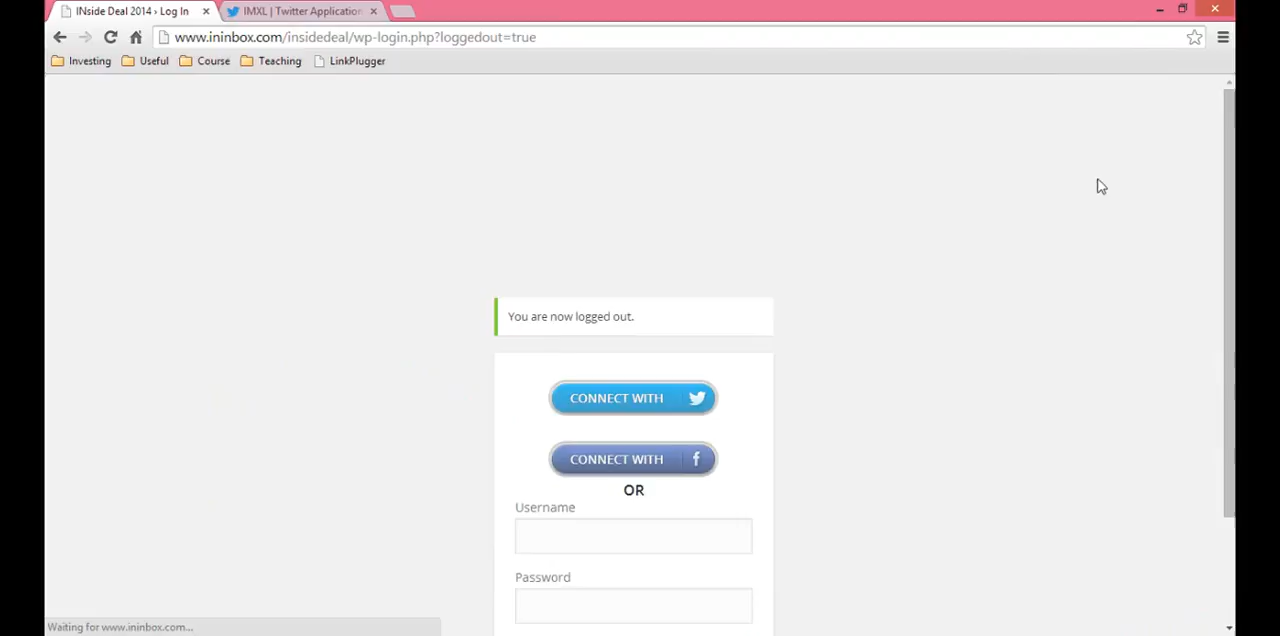 INside Deal 2014 › Log In
IMXL | Twitter Application
www.ininbox.com/insidedeal/wp-login.php?loggedout=true
Investing Useful Course Teaching LinkPlugger
You are now logged out.
CONNECT WITH
CONNECT WITH f
OR
Username
Password
Waiting for www.ininbox.com...